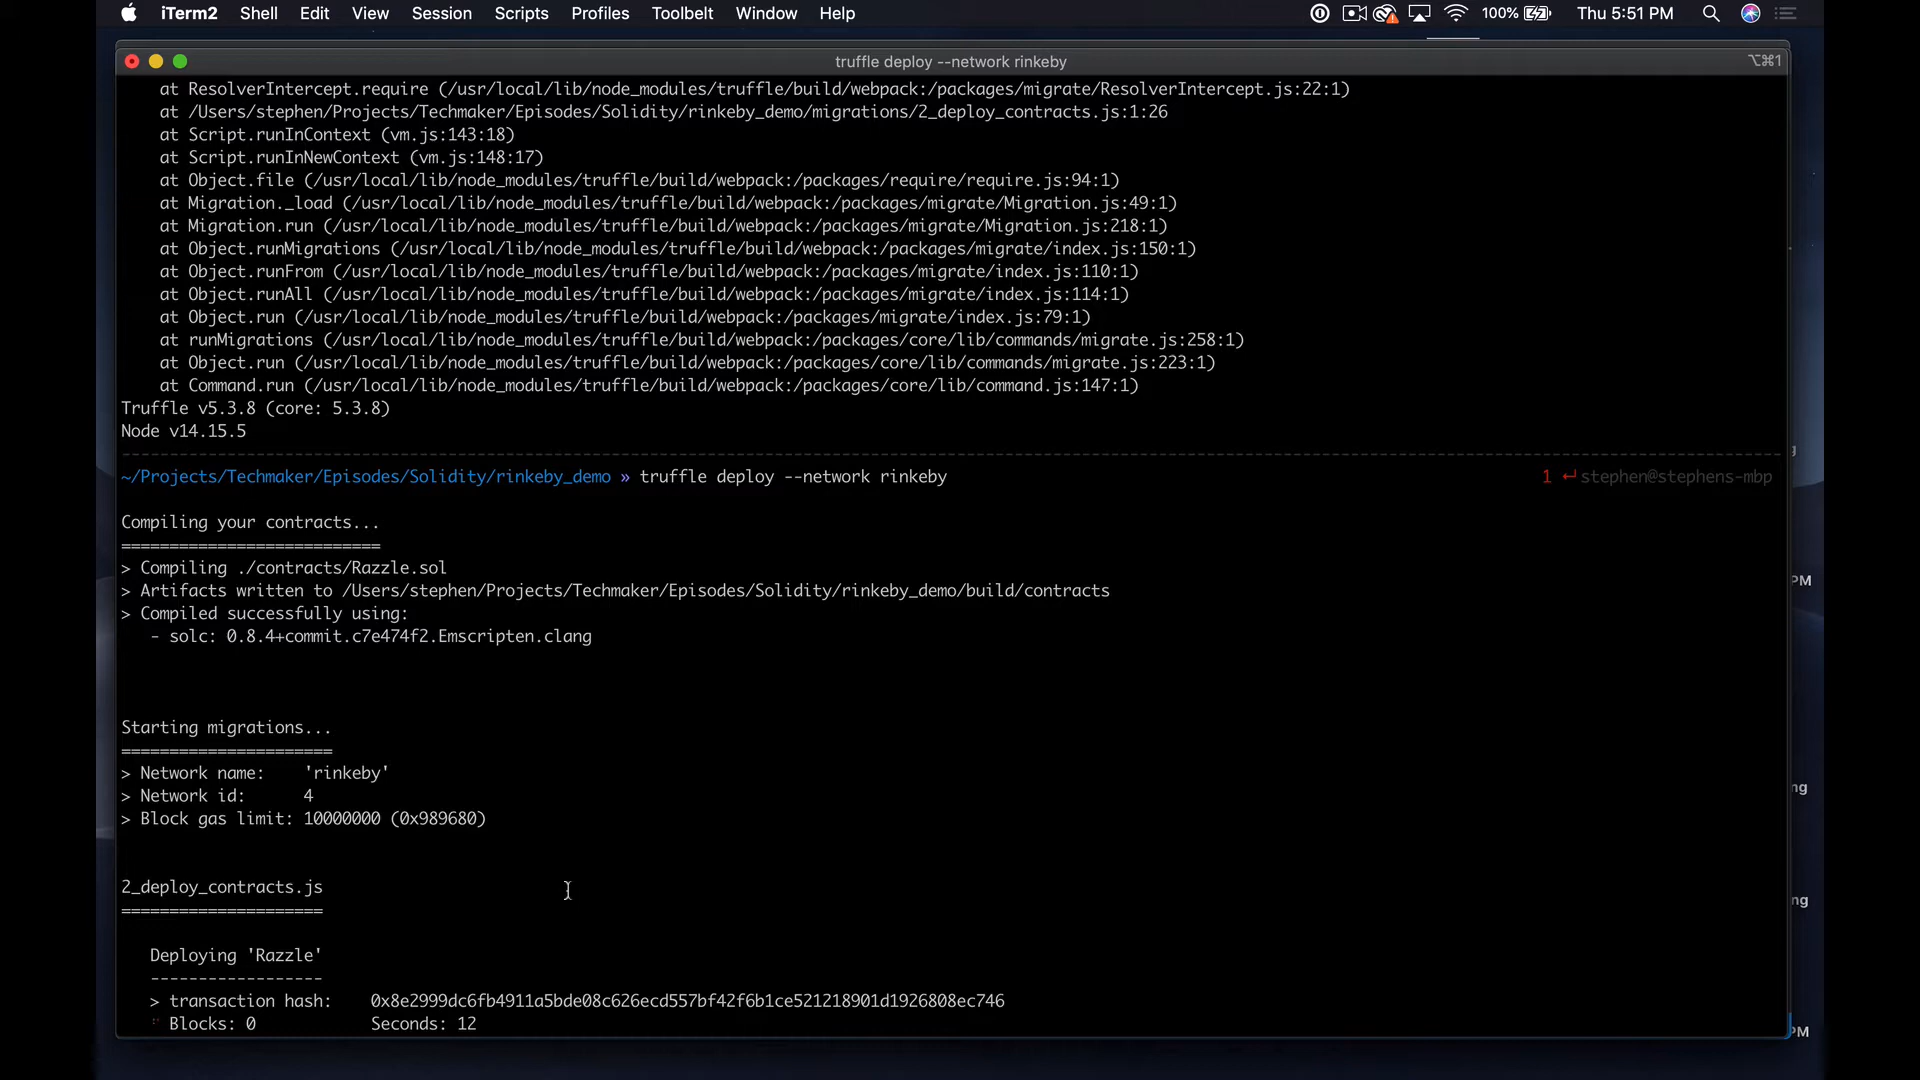 iTerm2 Shell Edit View Session Scripts Profiles Toolbelt Window Help 100% Thu 5:51 PM
truffle deploy --network rinkeby ⌥⌘1
at ResolverIntercept.require (/usr/local/lib/node_modules/truffle/build/webpack:/packages/migrate/ResolverIntercept.js:22:1)
at /Users/stephen/Projects/Techmaker/Episodes/Solidity/rinkeby_demo/migrations/2_deploy_contracts.js:1:26
at Script.runInContext (vm.js:143:18)
at Script.runInNewContext (vm.js:148:17)
at Object.file (/usr/local/lib/node_modules/truffle/build/webpack:/packages/require/require.js:94:1)
at Migration._load (/usr/local/lib/node_modules/truffle/build/webpack:/packages/migrate/Migration.js:49:1)
at Migration.run (/usr/local/lib/node_modules/truffle/build/webpack:/packages/migrate/Migration.js:218:1)
at Object.runMigrations (/usr/local/lib/node_modules/truffle/build/webpack:/packages/migrate/index.js:150:1)
at Object.runFrom (/usr/local/lib/node_modules/truffle/build/webpack:/packages/migrate/index.js:110:1)
at Object.runAll (/usr/local/lib/node_modules/truffle/build/webpack:/packages/migrate/index.js:114:1)
at Object.run (/usr/local/lib/node_modules/truffle/build/webpack:/packages/migrate/index.js:79:1)
at runMigrations (/usr/local/lib/node_modules/truffle/build/webpack:/packages/core/lib/commands/migrate.js:258:1)
at Object.run (/usr/local/lib/node_modules/truffle/build/webpack:/packages/core/lib/commands/migrate.js:223:1)
at Command.run (/usr/local/lib/node_modules/truffle/build/webpack:/packages/core/lib/command.js:147:1)
Truffle v5.3.8 (core: 5.3.8)
Node v14.15.5
~/Projects/Techmaker/Episodes/Solidity/rinkeby_demo » truffle deploy --network rinkeby 1 ↵ stephen@stephens-mbp
Compiling your contracts...
===========================
> Compiling ./contracts/Razzle.sol
> Artifacts written to /Users/stephen/Projects/Techmaker/Episodes/Solidity/rinkeby_demo/build/contracts
> Compiled successfully using:
- solc: 0.8.4+commit.c7e474f2.Emscripten.clang
Starting migrations...
======================
> Network name: 'rinkeby'
> Network id: 4
> Block gas limit: 10000000 (0x989680)
2_deploy_contracts.js
=====================
Deploying 'Razzle'
------------------
> transaction hash: 0x8e2999dc6fb4911a5bde08c626ecd557bf42f6b1ce521218901d1926808ec746
Blocks: 0 Seconds: 12
PM
ng
ng
PM